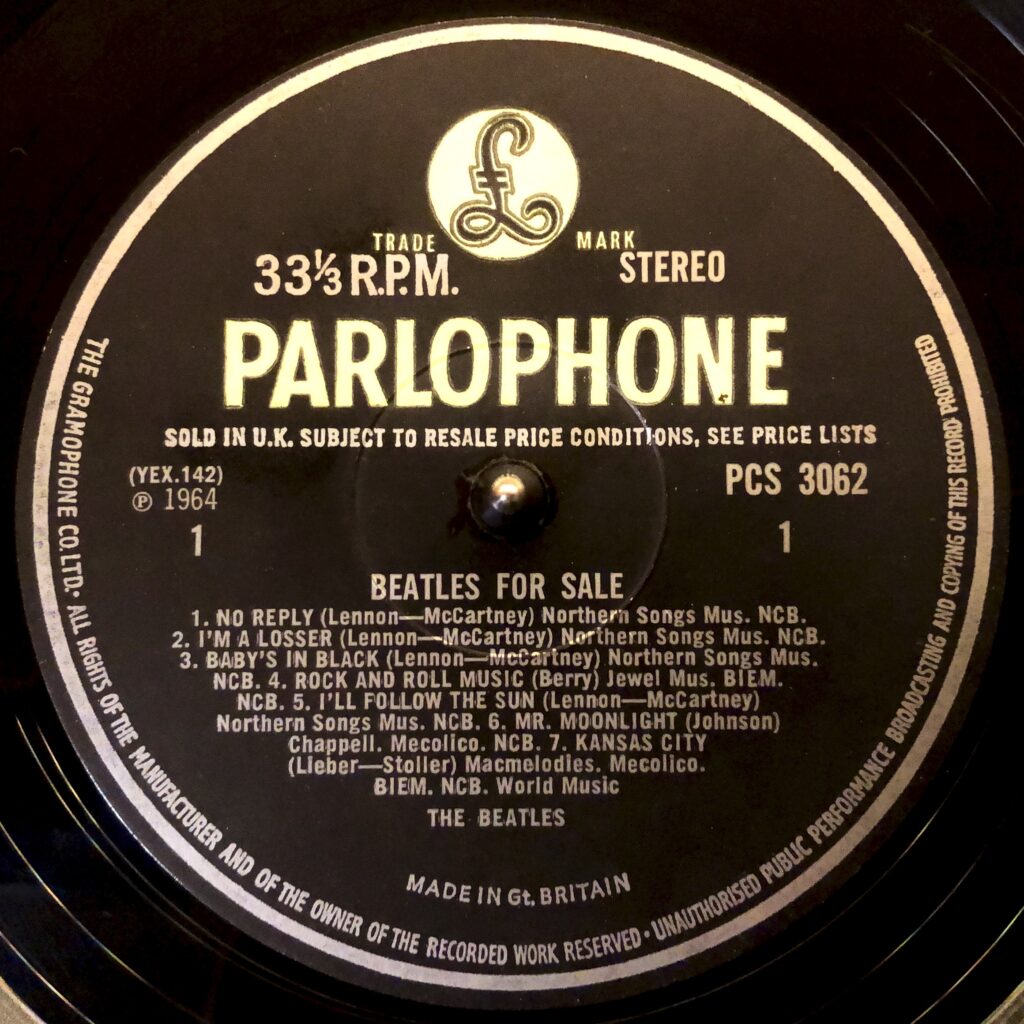 £
TRADE MARK
33⅓ R.P.M. STEREO
PARLOPHONE
SOLD IN U.K. SUBJECT TO RESALE PRICE CONDITIONS, SEE PRICE LISTS
(YEX.142) PCS 3062
℗ 1964
1 1
BEATLES FOR SALE
1. NO REPLY (Lennon—McCartney) Northern Songs Mus. NCB.
2. I'M A LOSSER (Lennon—McCartney) Northern Songs Mus. NCB.
3. BABY'S IN BLACK (Lennon—McCartney) Northern Songs Mus.
NCB. 4. ROCK AND ROLL MUSIC (Berry) Jewel Mus. BIEM.
NCB. 5. I'LL FOLLOW THE SUN (Lennon—McCartney)
Northern Songs Mus. NCB. 6. MR. MOONLIGHT (Johnson)
Chappell. Mecolico. NCB. 7. KANSAS CITY
(Lieber—Stoller) Macmelodies. Mecolico.
BIEM. NCB. World Music
THE BEATLES
MADE IN Gt. BRITAIN
THE GRAMOPHONE CO. LTD. • ALL RIGHTS OF THE MANUFACTURER AND OF THE OWNER OF THE RECORDED WORK RESERVED • UNAUTHORISED PUBLIC PERFORMANCE BROADCASTING AND COPYING OF THIS RECORD PROHIBITED